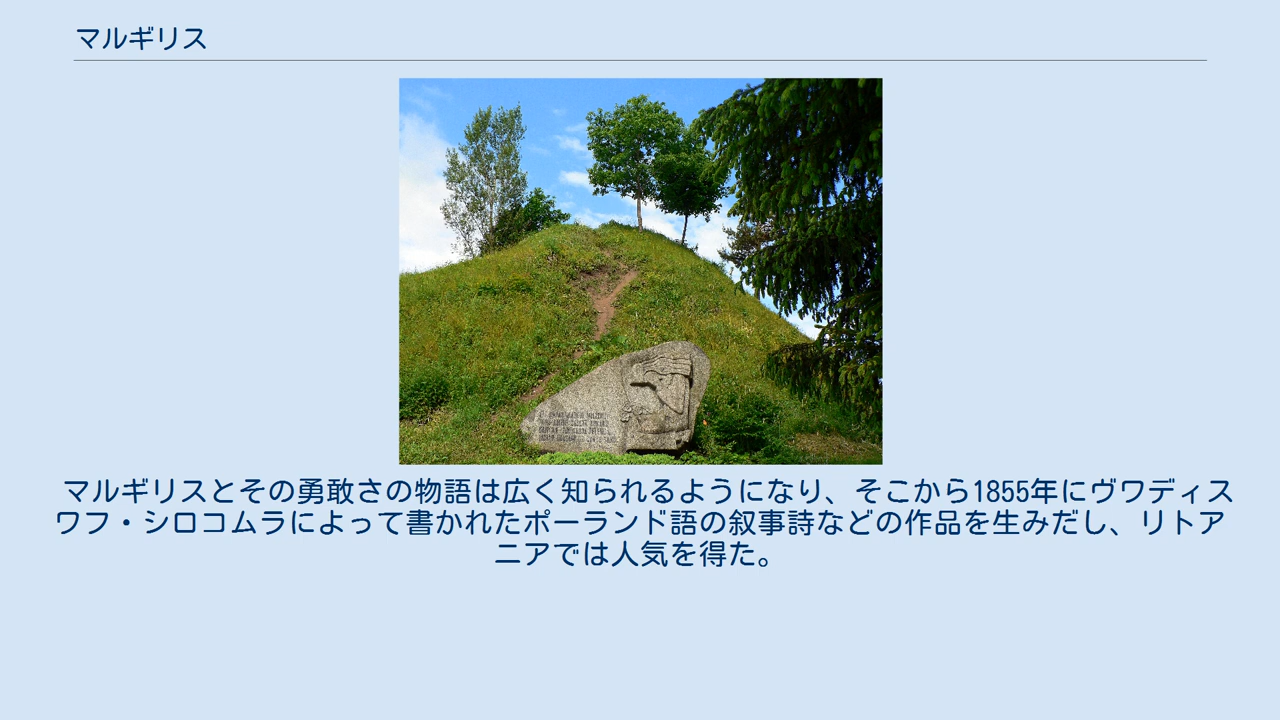 マルギリス
マルギリスとその勇敢さの物語は広く知られるようになり、そこから1855年にヴワディス
ワフ・シロコムラによって書かれたポーランド語の叙事詩などの作品を生みだし、リトア
ニアでは人気を得た。